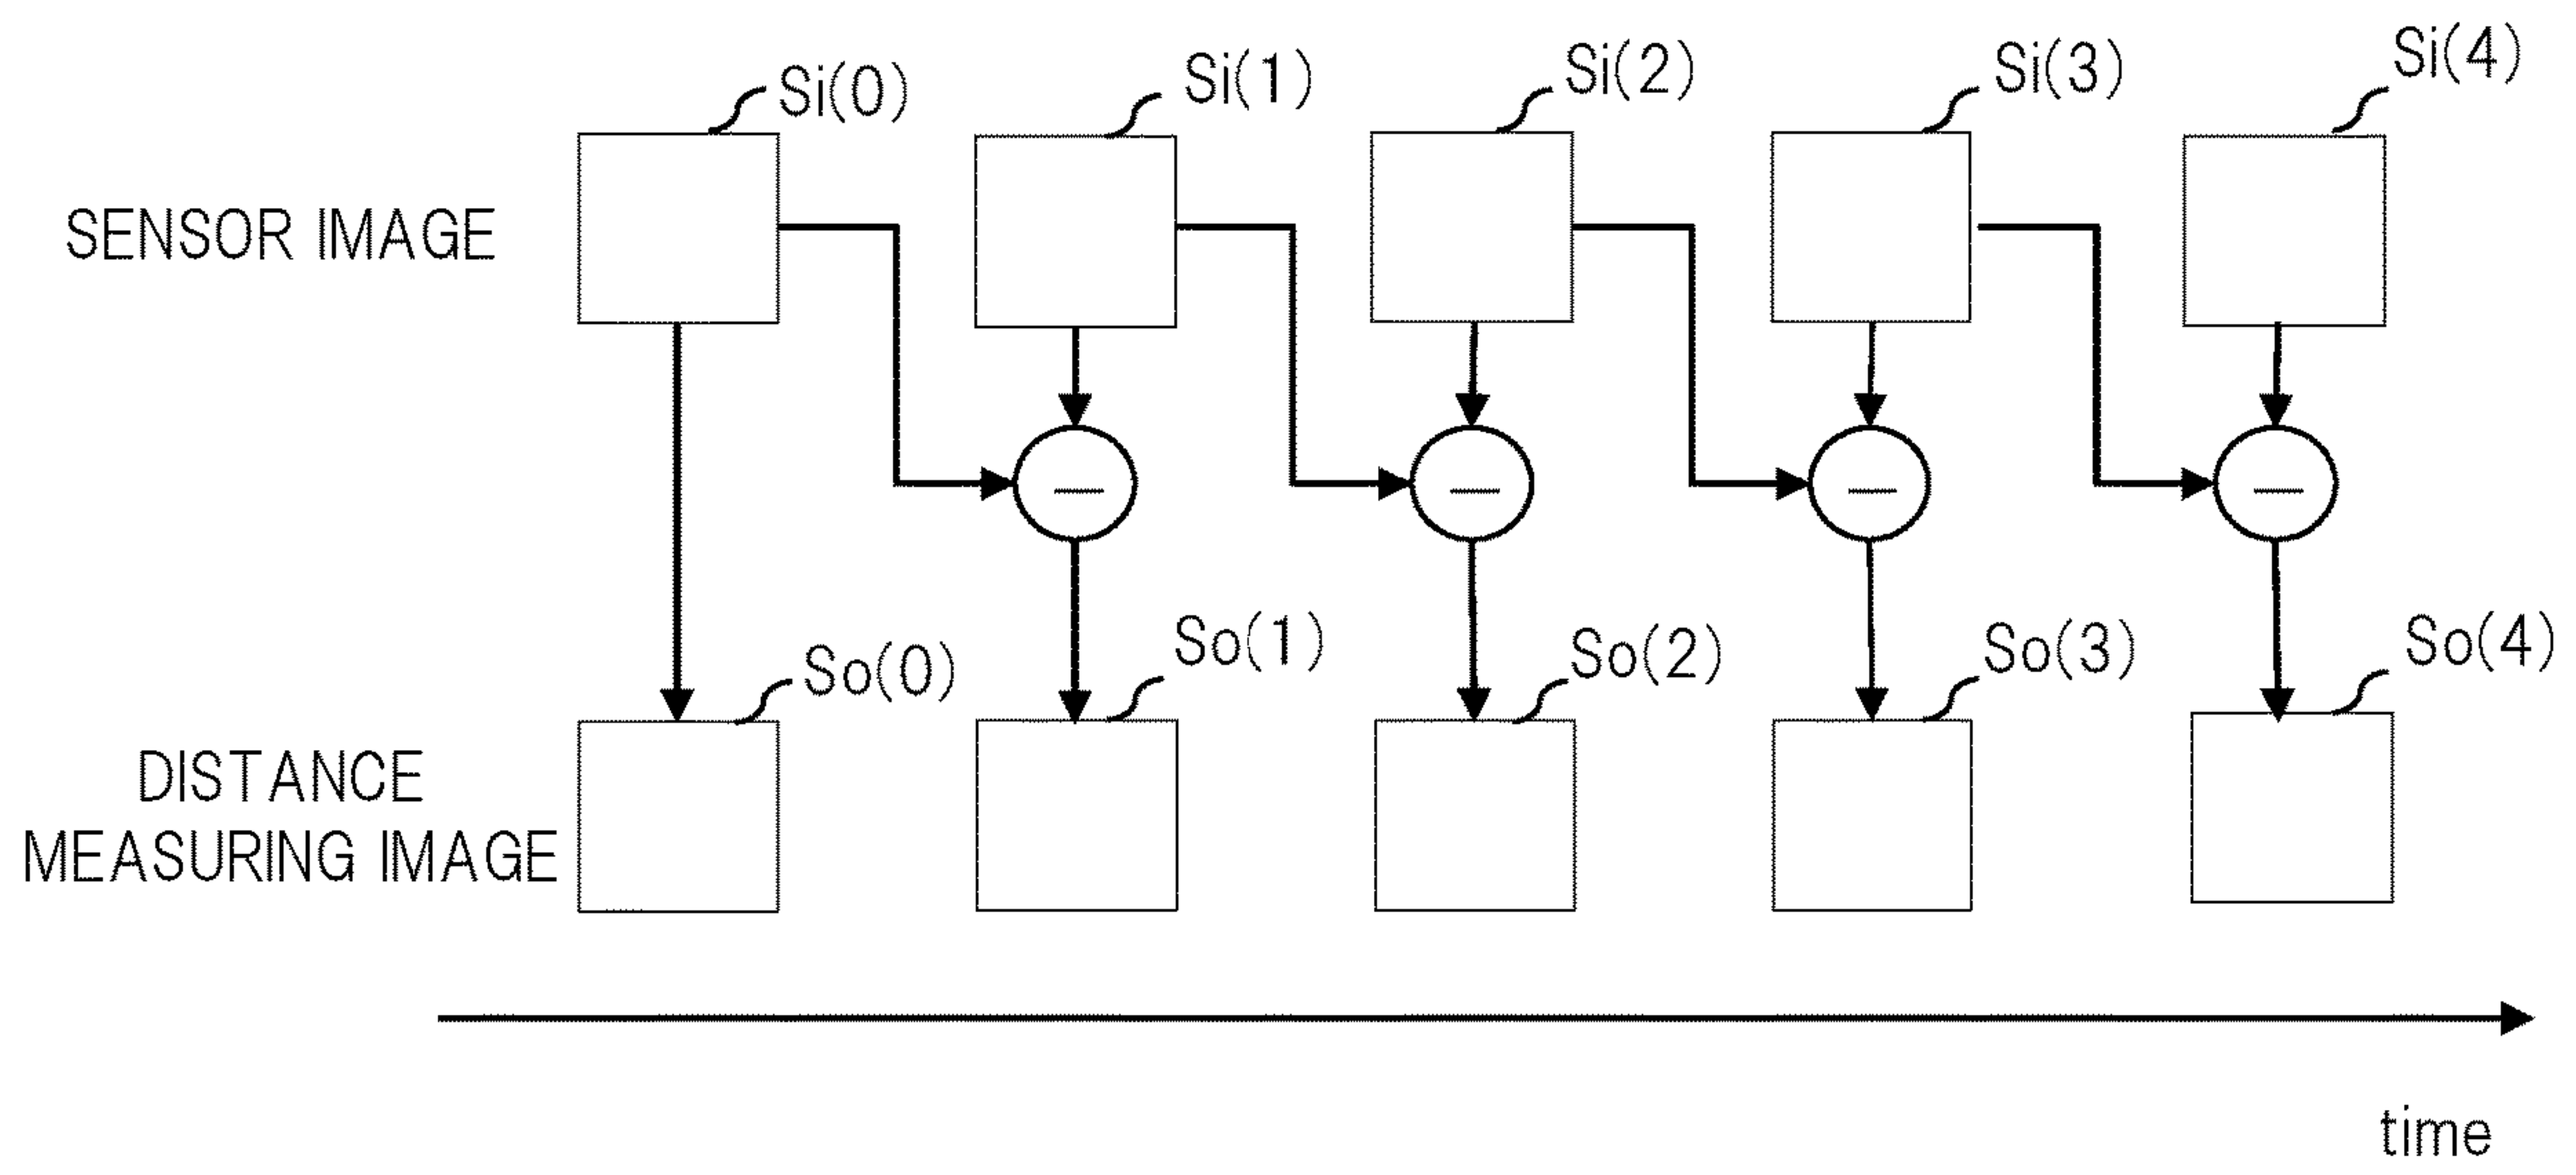 Si(0)
Si(1)
Si(2)
Si(3)
Si(4)
SENSOR IMAGE
—
—
—
—
So(0)
So(1)
So(2)
So(3)
So(4)
DISTANCE
MEASURING IMAGE
time